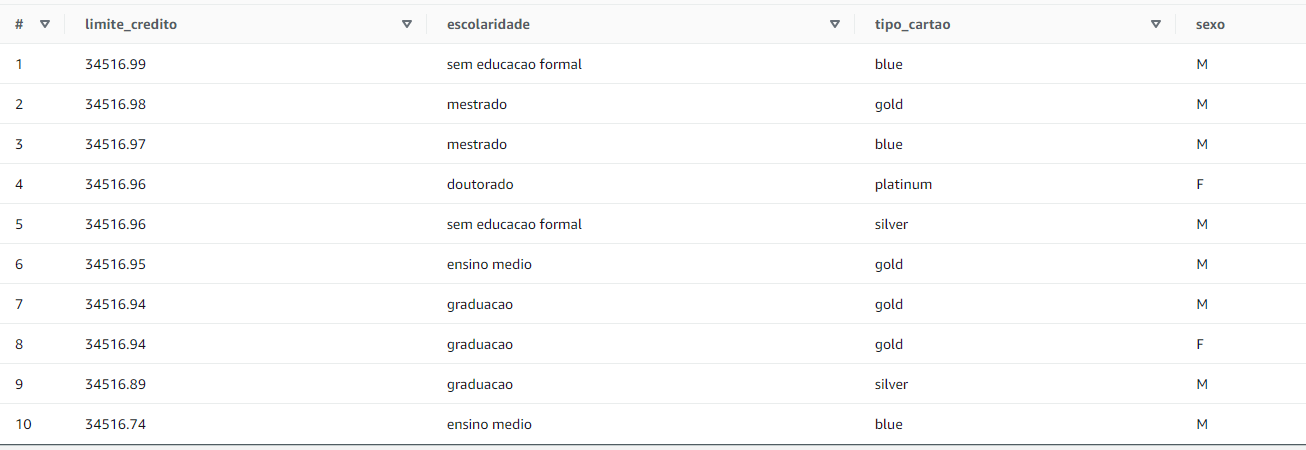 # limite_credito escolaridade tipo_cartao sexo
1 34516.99 sem educacao formal blue M
2 34516.98 mestrado gold M
3 34516.97 mestrado blue M
4 34516.96 doutorado platinum F
5 34516.96 sem educacao formal silver M
6 34516.95 ensino medio gold M
7 34516.94 graduacao gold M
8 34516.94 graduacao gold F
9 34516.89 graduacao silver M
10 34516.74 ensino medio blue M